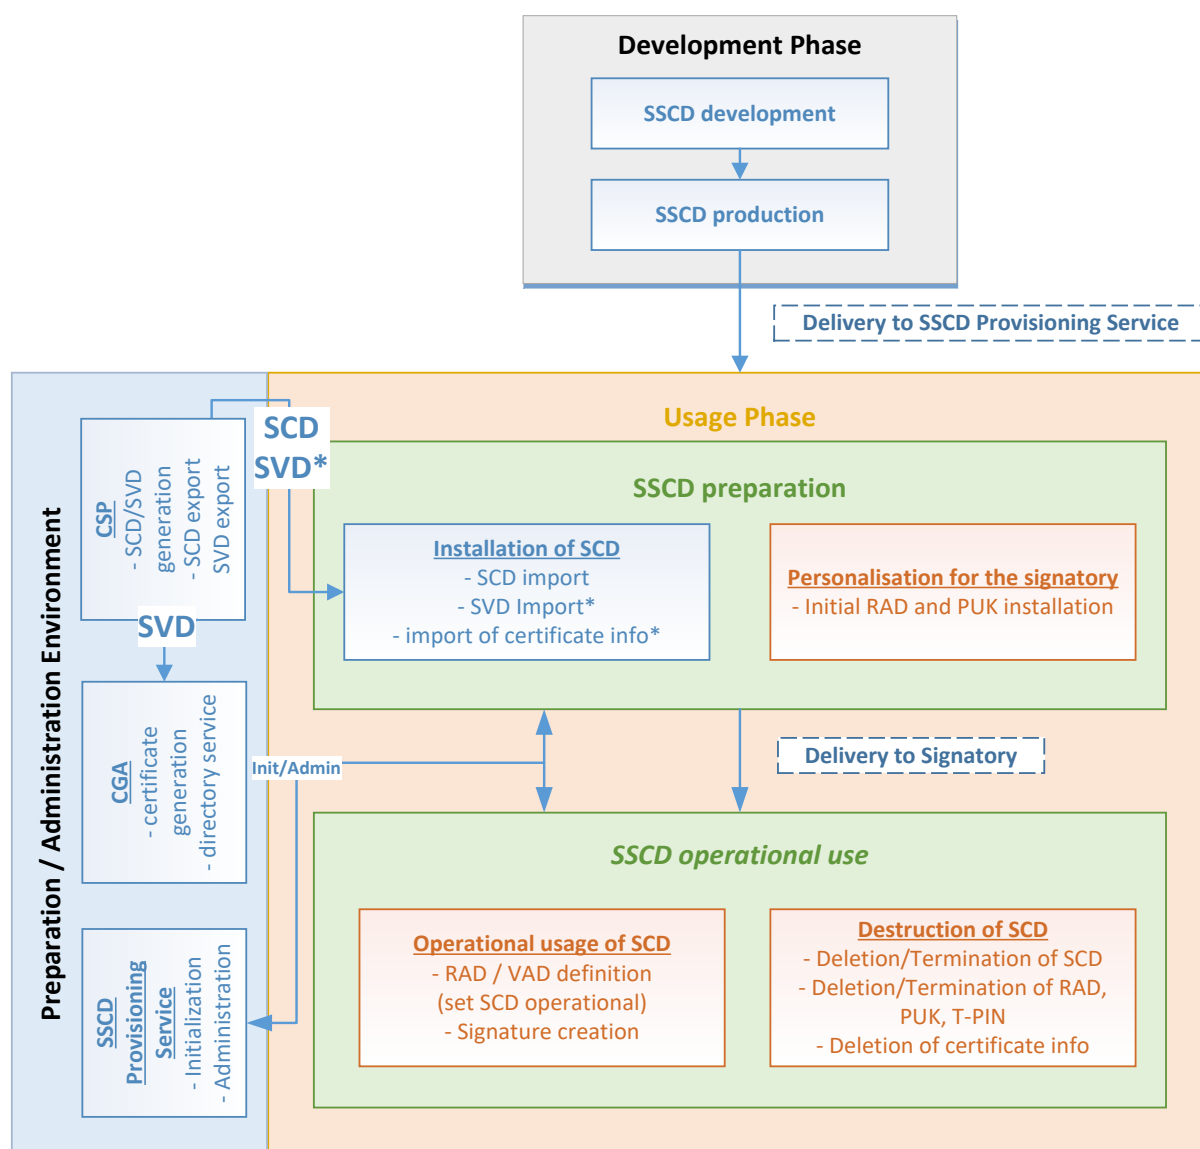 Development Phase
SSCD development
SSCD production
Delivery to SSCD Provisioning Service
Preparation / Administration Environment
CSP
- SCD/SVD
generation
- SCD export
SVD export
SCD
SVD*
SVD
CGA
- certificate
generation
- directory service
Init/Admin
SSCD
Provisioning
Service
- Initialization
- Administration
Usage Phase
SSCD preparation
Installation of SCD
- SCD import
- SVD Import*
- import of certificate info*
Personalisation for the signatory
- Initial RAD and PUK installation
Delivery to Signatory
SSCD operational use
Operational usage of SCD
- RAD / VAD definition
(set SCD operational)
- Signature creation
Destruction of SCD
- Deletion/Termination of SCD
- Deletion/Termination of RAD,
PUK, T-PIN
- Deletion of certificate info